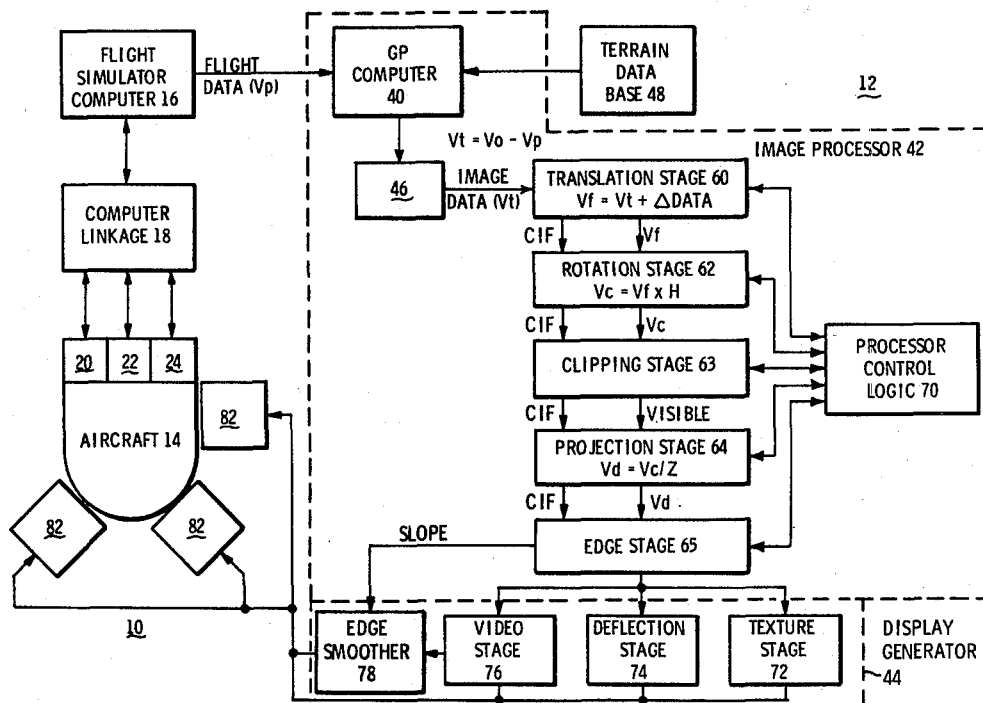 FLIGHT
SIMULATOR
COMPUTER 16
FLIGHT
DATA (Vp)
GP
COMPUTER
40
TERRAIN
DATA
BASE 48
12
Vt = Vo - Vp
IMAGE PROCESSOR 42
46
IMAGE
DATA (Vt)
TRANSLATION STAGE 60
Vf = Vt + ΔDATA
COMPUTER
LINKAGE 18
CIF
Vf
ROTATION STAGE 62
Vc = Vf x H
CIF
Vc
CLIPPING STAGE 63
PROCESSOR
CONTROL
LOGIC 70
20
22
24
82
AIRCRAFT 14
CIF
VISIBLE
PROJECTION STAGE 64
Vd = Vc/Z
CIF
Vd
82
82
SLOPE
EDGE STAGE 65
10
EDGE
SMOOTHER
78
VIDEO
STAGE
76
DEFLECTION
STAGE
74
TEXTURE
STAGE
72
DISPLAY
GENERATOR
44